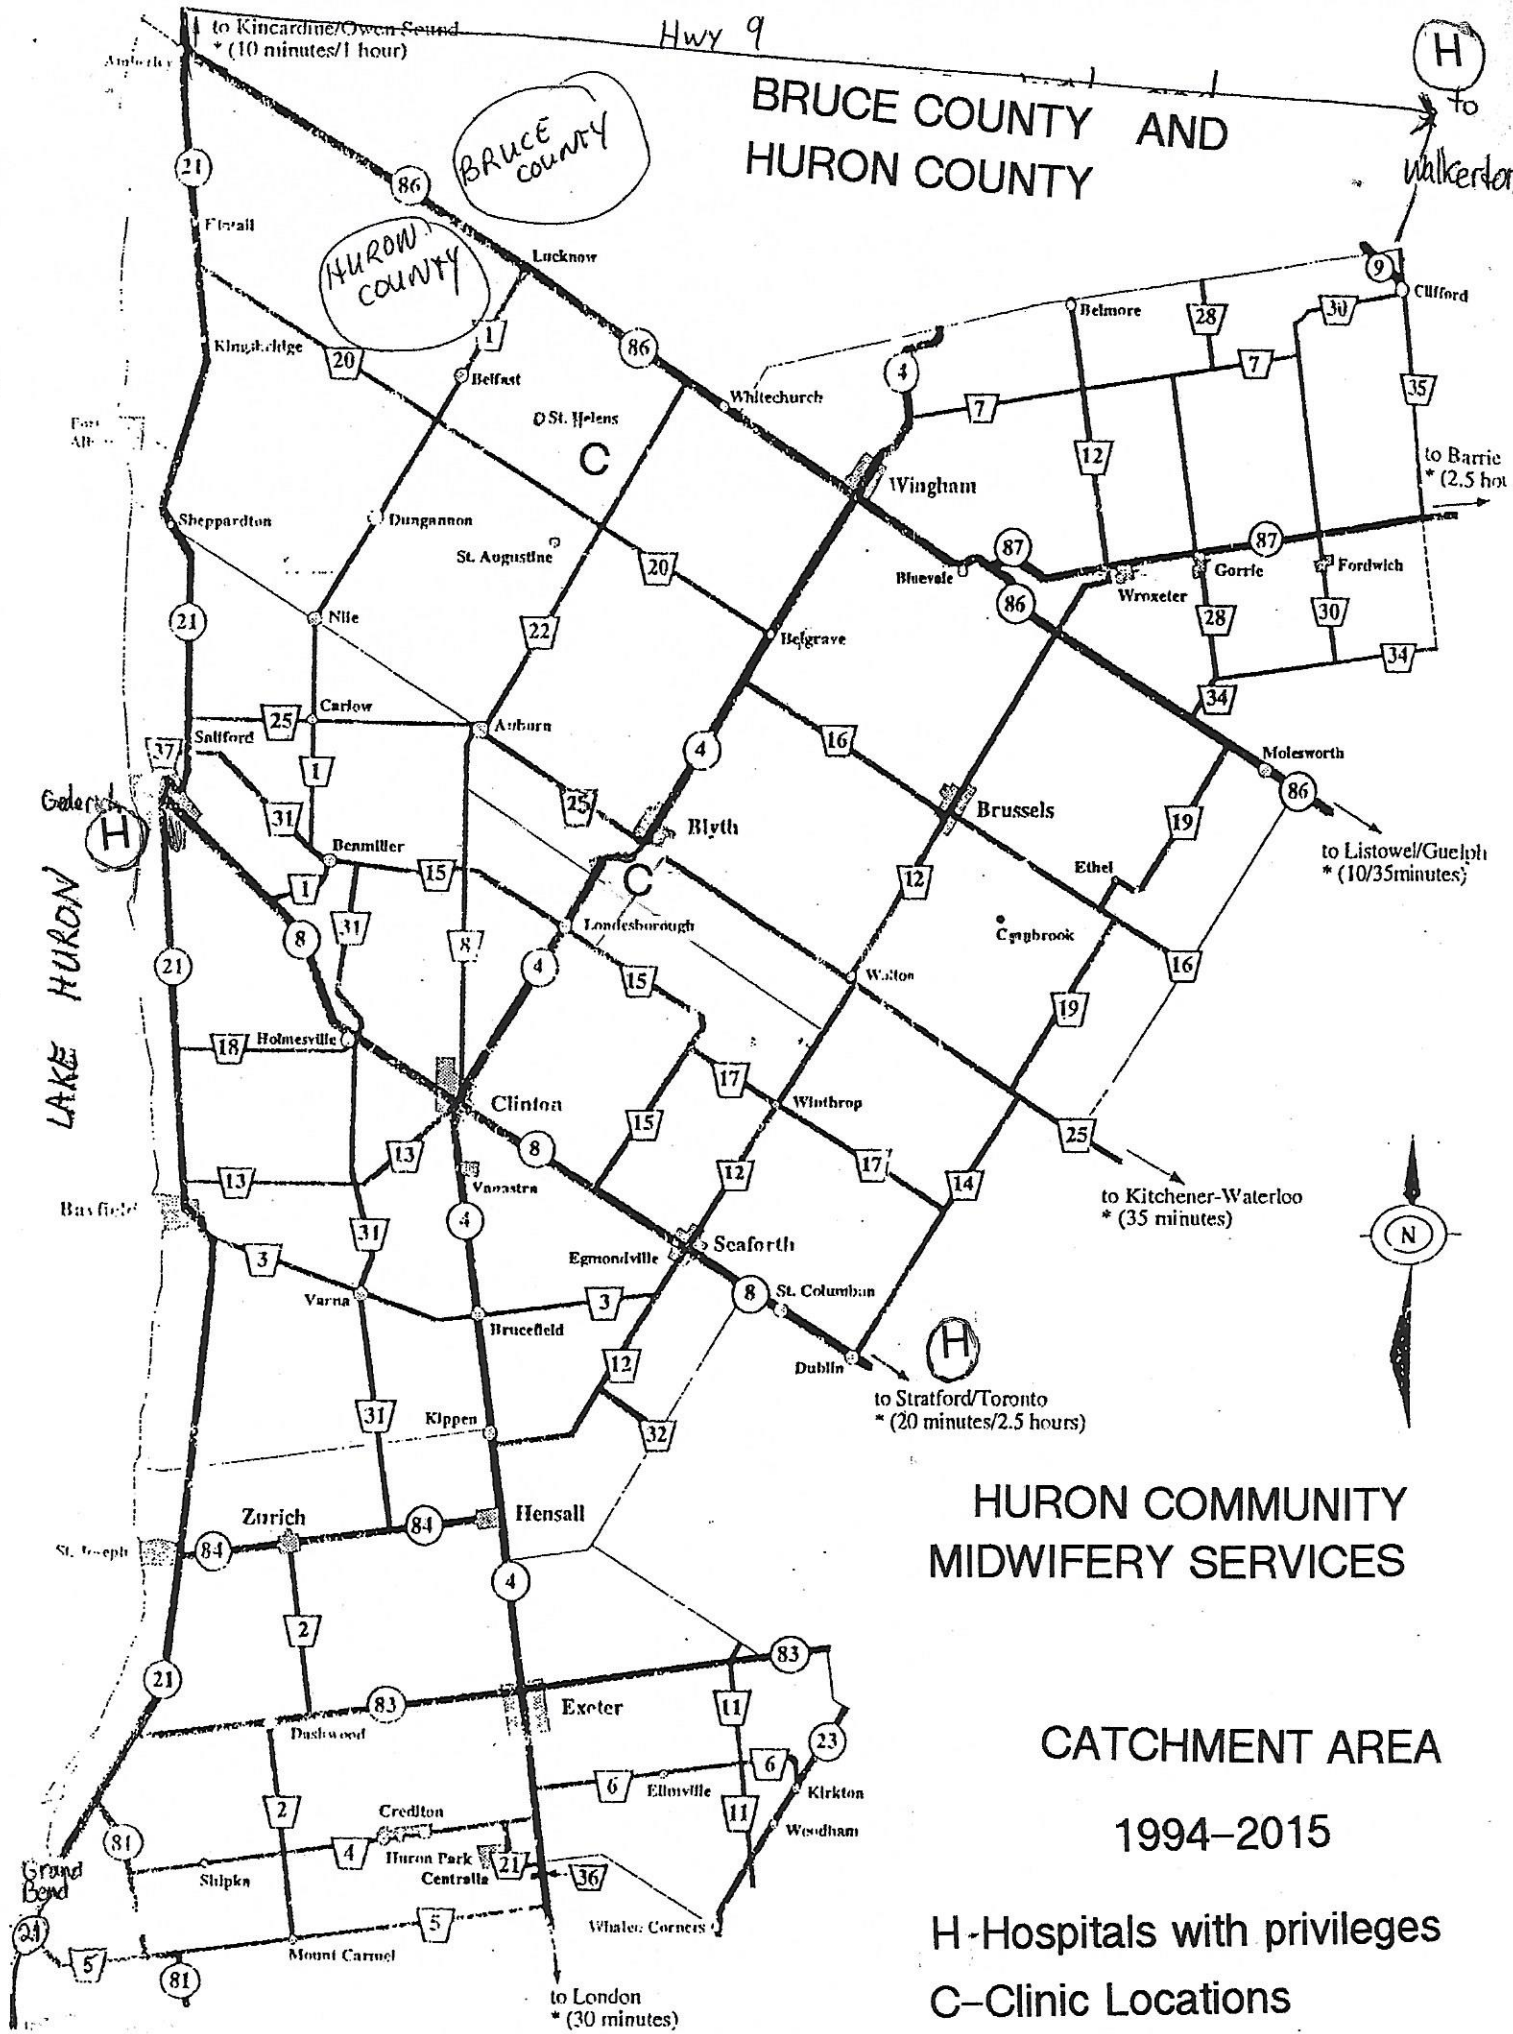 to Kincardine/Owen Sound
* (10 minutes/1 hour)
Hwy 9
H
to
Walkerton
Amberley
BRUCE COUNTY AND
HURON COUNTY
BRUCE
COUNTY
HURON
COUNTY
21
86
Lucknow
9
Clifford
Kingsbridge
20
1
Belfast
86
Belmore
28
30
7
35
4
7
Whitechurch
St. Helens
C
12
to Barrie
Wingham
Sheppardton
Dungannon
St. Augustine
20
87
87
Bluevale
86
Wroxeter
Gorrie
Fordwich
21
Nile
22
Belgrave
28
30
34
34
25
Carlow
Auburn
4
16
Molesworth
86
Saltford
37
1
31
25
Blyth
Brussels
19
to Listowel/Guelph
* (10/35minutes)
Goderich
H
Benmiller
15
C
12
Ethel
1
31
8
8
Londesborough
Cranbrook
16
LAKE HURON
21
4
15
Walton
19
18
Holmesville
17
Winthrop
Clinton
15
25
8
13
13
Vanastra
12
17
14
to Kitchener-Waterloo
* (35 minutes)
N
Bayfield
31
4
Egmondville
Seaforth
3
Varna
3
8
St. Columban
Brucefield
12
Dublin
H
to Stratford/Toronto
* (20 minutes/2.5 hours)
31
Kippen
32
Zurich
84
Hensall
St. Joseph
84
4
HURON COMMUNITY
MIDWIFERY SERVICES
2
21
83
83
Dashwood
Exeter
11
23
CATCHMENT AREA
1994–2015
6
Elimville
6
Kirkton
2
Crediton
11
Woodham
81
4
Huron Park
21
Centralia
36
Shipka
Grand
Bend
21
5
5
Mount Carmel
Whalen Corners
81
to London
* (30 minutes)
H-Hospitals with privileges
C–Clinic Locations